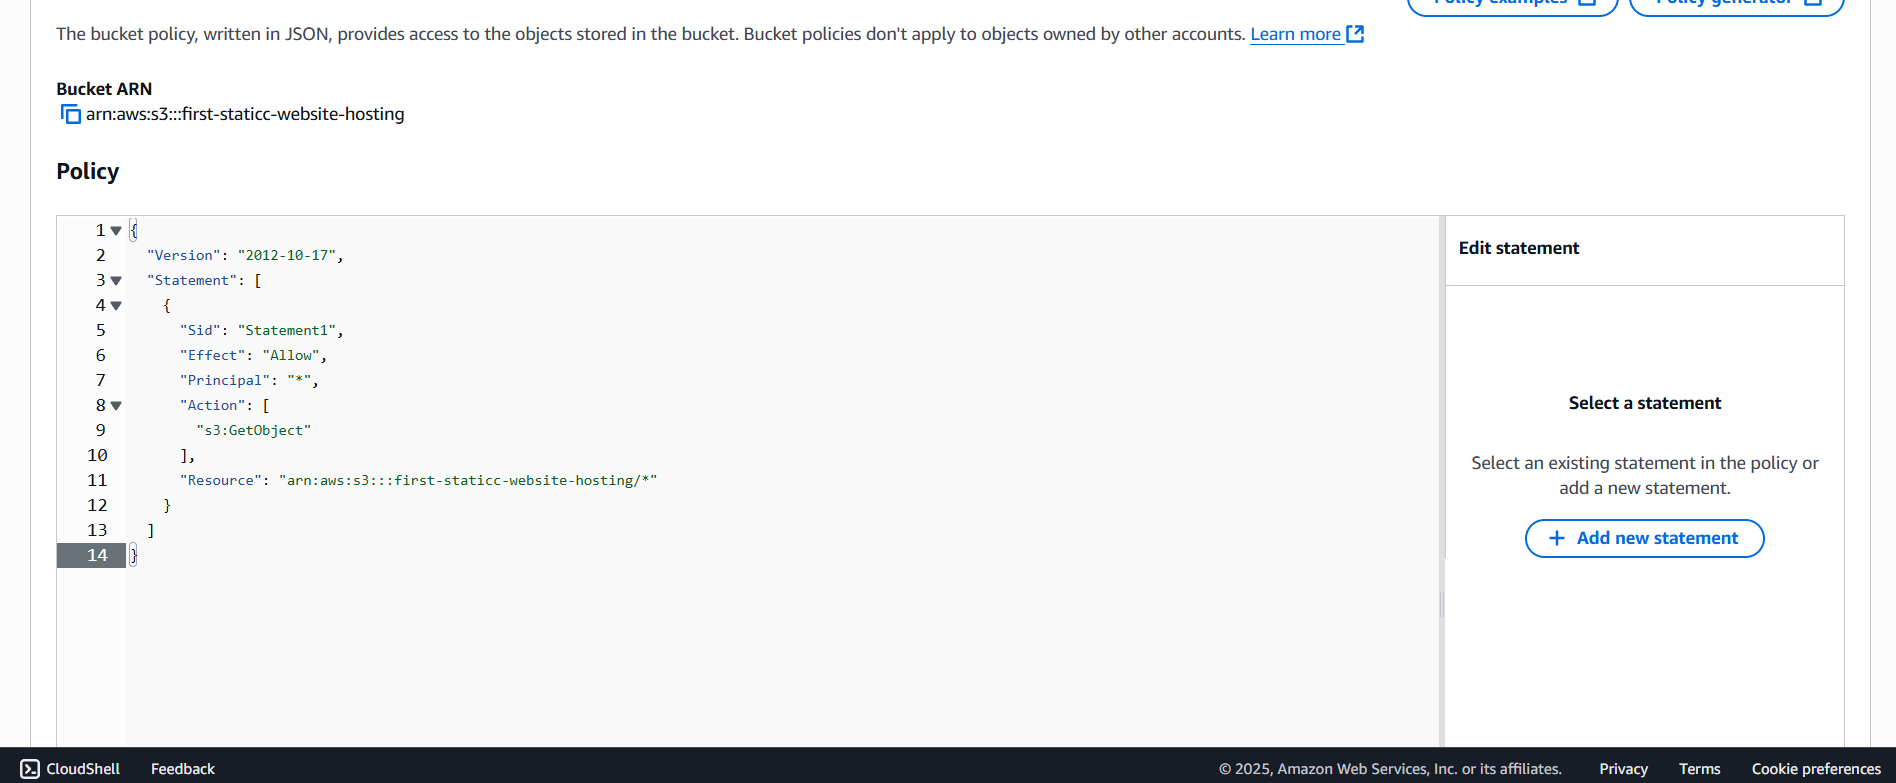 Policy examples Policy generator
The bucket policy, written in JSON, provides access to the objects stored in the bucket. Bucket policies don't apply to objects owned by other accounts. Learn more
Bucket ARN
arn:aws:s3:::first-staticc-website-hosting
Policy
1 {
2 "Version": "2012-10-17",
3 "Statement": [
4 {
5 "Sid": "Statement1",
6 "Effect": "Allow",
7 "Principal": "*",
8 "Action": [
9 "s3:GetObject"
10 ],
11 "Resource": "arn:aws:s3:::first-staticc-website-hosting/*"
12 }
13 ]
14 }
Edit statement
Select a statement
Select an existing statement in the policy or
add a new statement.
+ Add new statement
CloudShell Feedback © 2025, Amazon Web Services, Inc. or its affiliates. Privacy Terms Cookie preferences